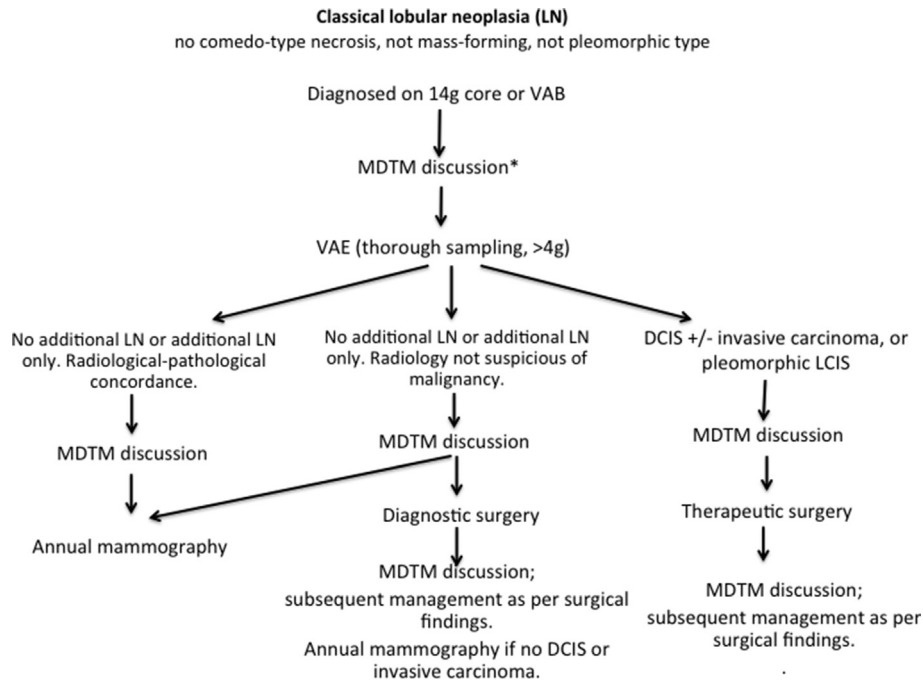 Classical lobular neoplasia (LN)
no comedo-type necrosis, not mass-forming, not pleomorphic type
Diagnosed on 14g core or VAB
MDTM discussion*
VAE (thorough sampling, >4g)
No additional LN or additional LN
only. Radiological-pathological
concordance.
MDTM discussion
Annual mammography
No additional LN or additional LN
only. Radiology not suspicious of
malignancy.
MDTM discussion
Diagnostic surgery
MDTM discussion;
subsequent management as per surgical
findings.
Annual mammography if no DCIS or
invasive carcinoma.
DCIS +/- invasive carcinoma, or
pleomorphic LCIS
MDTM discussion
Therapeutic surgery
MDTM discussion;
subsequent management as per
surgical findings.
.